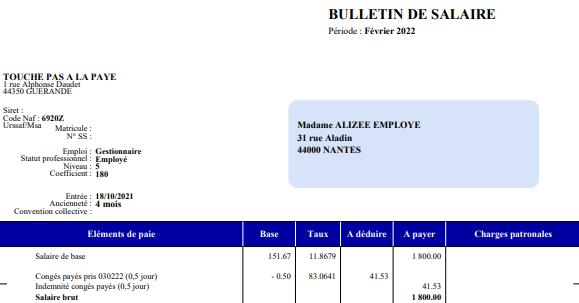 BULLETIN DE SALAIRE
Période : Février 2022
TOUCHE PAS A LA PAYE
1 rue Alphonse Daudet
44350 GUERANDE
Siret :
Code Naf : 6920Z
Urssaf/Msa
Matricule :
N° SS :
Emploi : Gestionnaire
Statut professionnel : Employé
Niveau : 5
Coefficient : 180
Entrée : 18/10/2021
Ancienneté : 4 mois
Convention collective :
Madame ALIZEE EMPLOYE
31 rue Aladin
44000 NANTES
Eléments de paie Base Taux A déduire A payer Charges patronales
Salaire de base 151.67 11.8679 1 800.00
Congés payés pris 030222 (0,5 jour) - 0.50 83.0641 41.53
Indemnité congés payés (0,5 jour) 41.53
Salaire brut 1 800.00